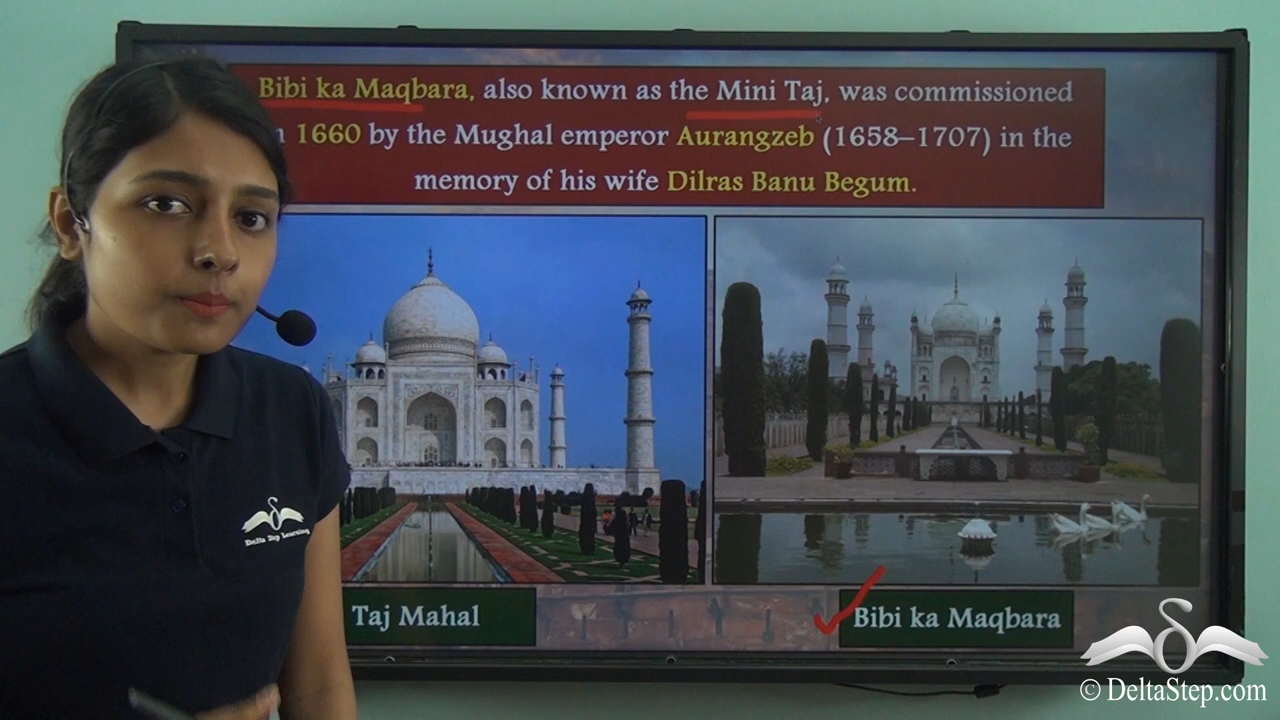 Bibi ka Maqbara, also known as the Mini Taj, was commissioned
1660 by the Mughal emperor Aurangzeb (1658–1707) in the
memory of his wife Dilras Banu Begum.
Taj Mahal
Bibi ka Maqbara
Delta Step Learning
© DeltaStep.com